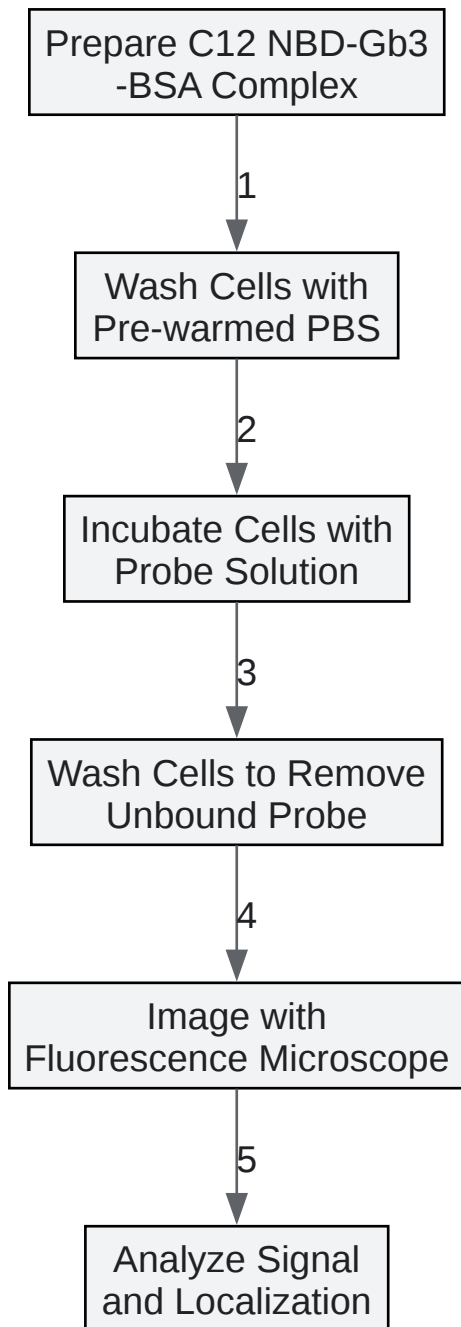 Prepare C12 NBD-Gb3
-BSA Complex
1
Wash Cells with
Pre-warmed PBS
2
Incubate Cells with
Probe Solution
3
Wash Cells to Remove
Unbound Probe
4
Image with
Fluorescence Microscope
5
Analyze Signal
and Localization